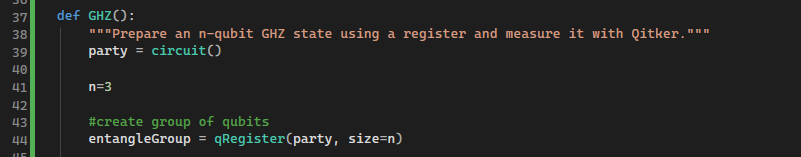 37 def GHZ():
38 """Prepare an n-qubit GHZ state using a register and measure it with Qitker."""
39 party = circuit()
40
41 n=3
42
43 #create group of qubits
44 entangleGroup = qRegister(party, size=n)